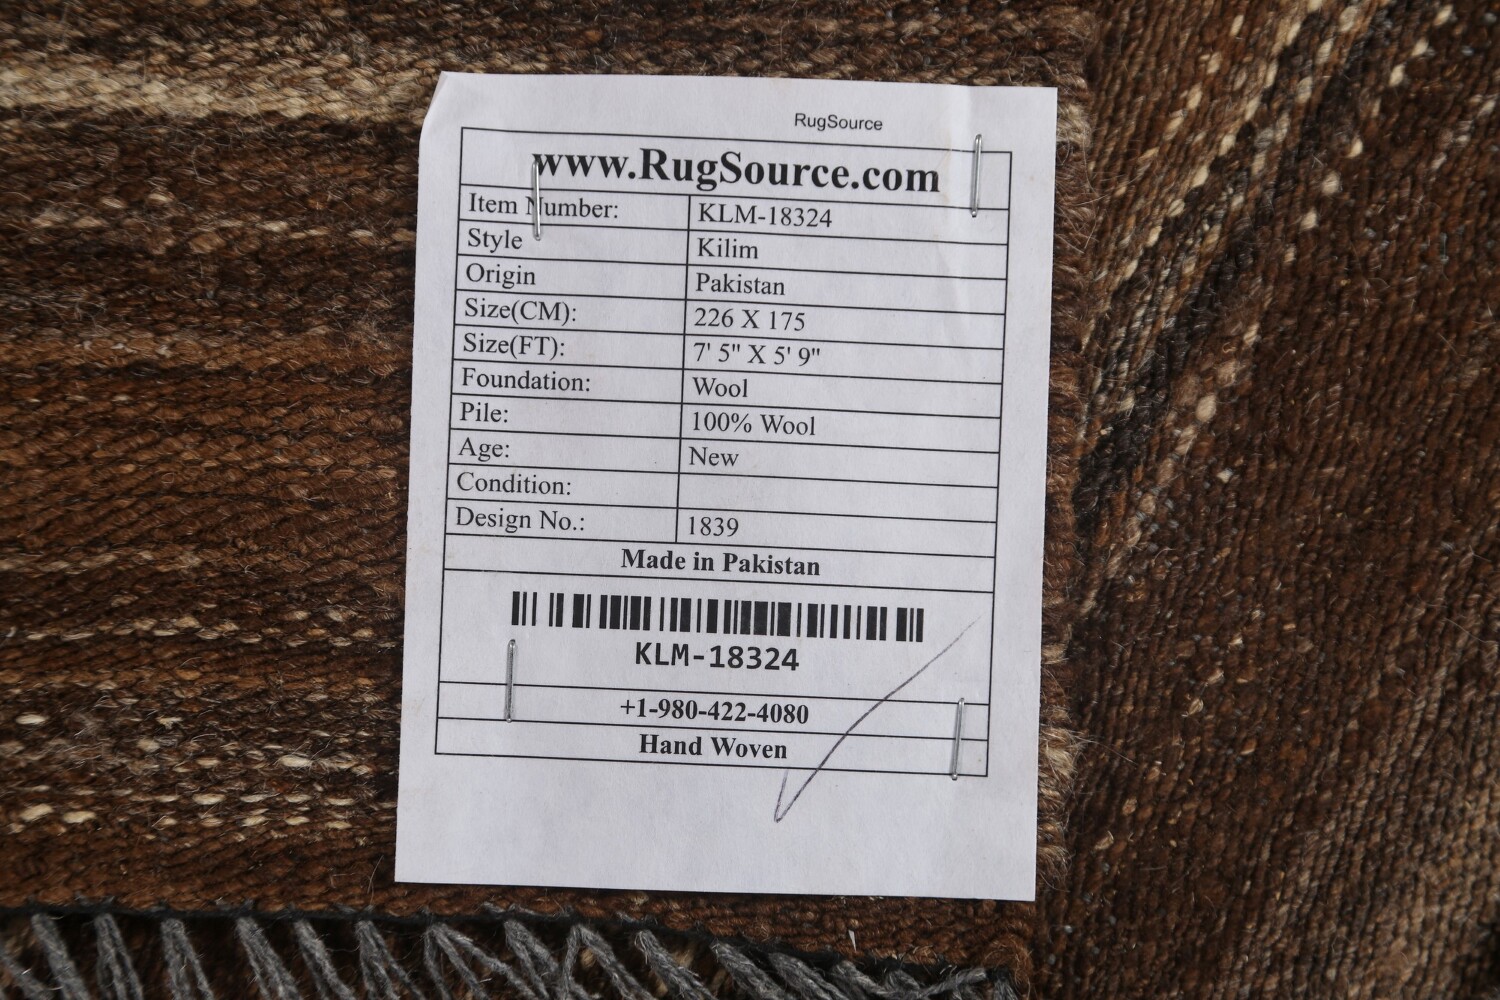 RugSource
www.RugSource.com
Item Number: KLM-18324
Style Kilim
Origin Pakistan
Size(CM): 226 X 175
Size(FT): 7' 5" X 5' 9"
Foundation: Wool
Pile: 100% Wool
Age: New
Condition:
Design No.: 1839
Made in Pakistan
KLM-18324
+1-980-422-4080
Hand Woven